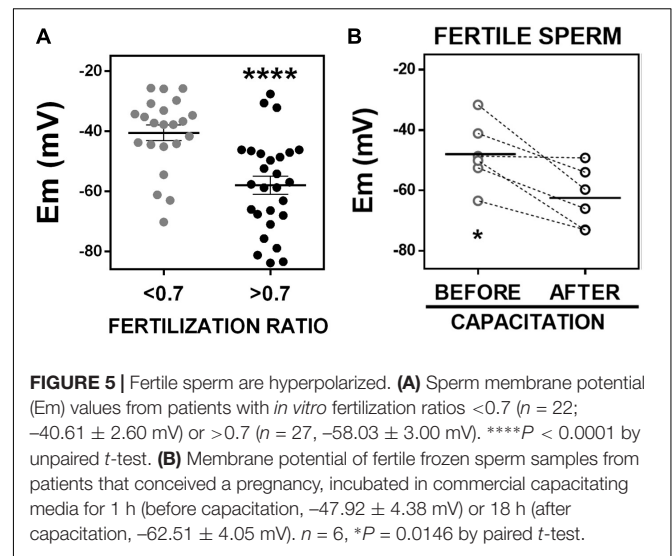 A
B
FERTILE SPERM
Em (mV)
-20
-40
-60
-80
****
<0.7
>0.7
FERTILIZATION RATIO
Em (mV)
-20
-40
-60
-80
*
BEFORE
AFTER
CAPACITATION
FIGURE 5 | Fertile sperm are hyperpolarized. (A) Sperm membrane potential
(Em) values from patients with in vitro fertilization ratios <0.7 (n = 22;
–40.61 ± 2.60 mV) or >0.7 (n = 27, –58.03 ± 3.00 mV). ****P < 0.0001 by
unpaired t-test. (B) Membrane potential of fertile frozen sperm samples from
patients that conceived a pregnancy, incubated in commercial capacitating
media for 1 h (before capacitation, –47.92 ± 4.38 mV) or 18 h (after
capacitation, –62.51 ± 4.05 mV). n = 6, *P = 0.0146 by paired t-test.